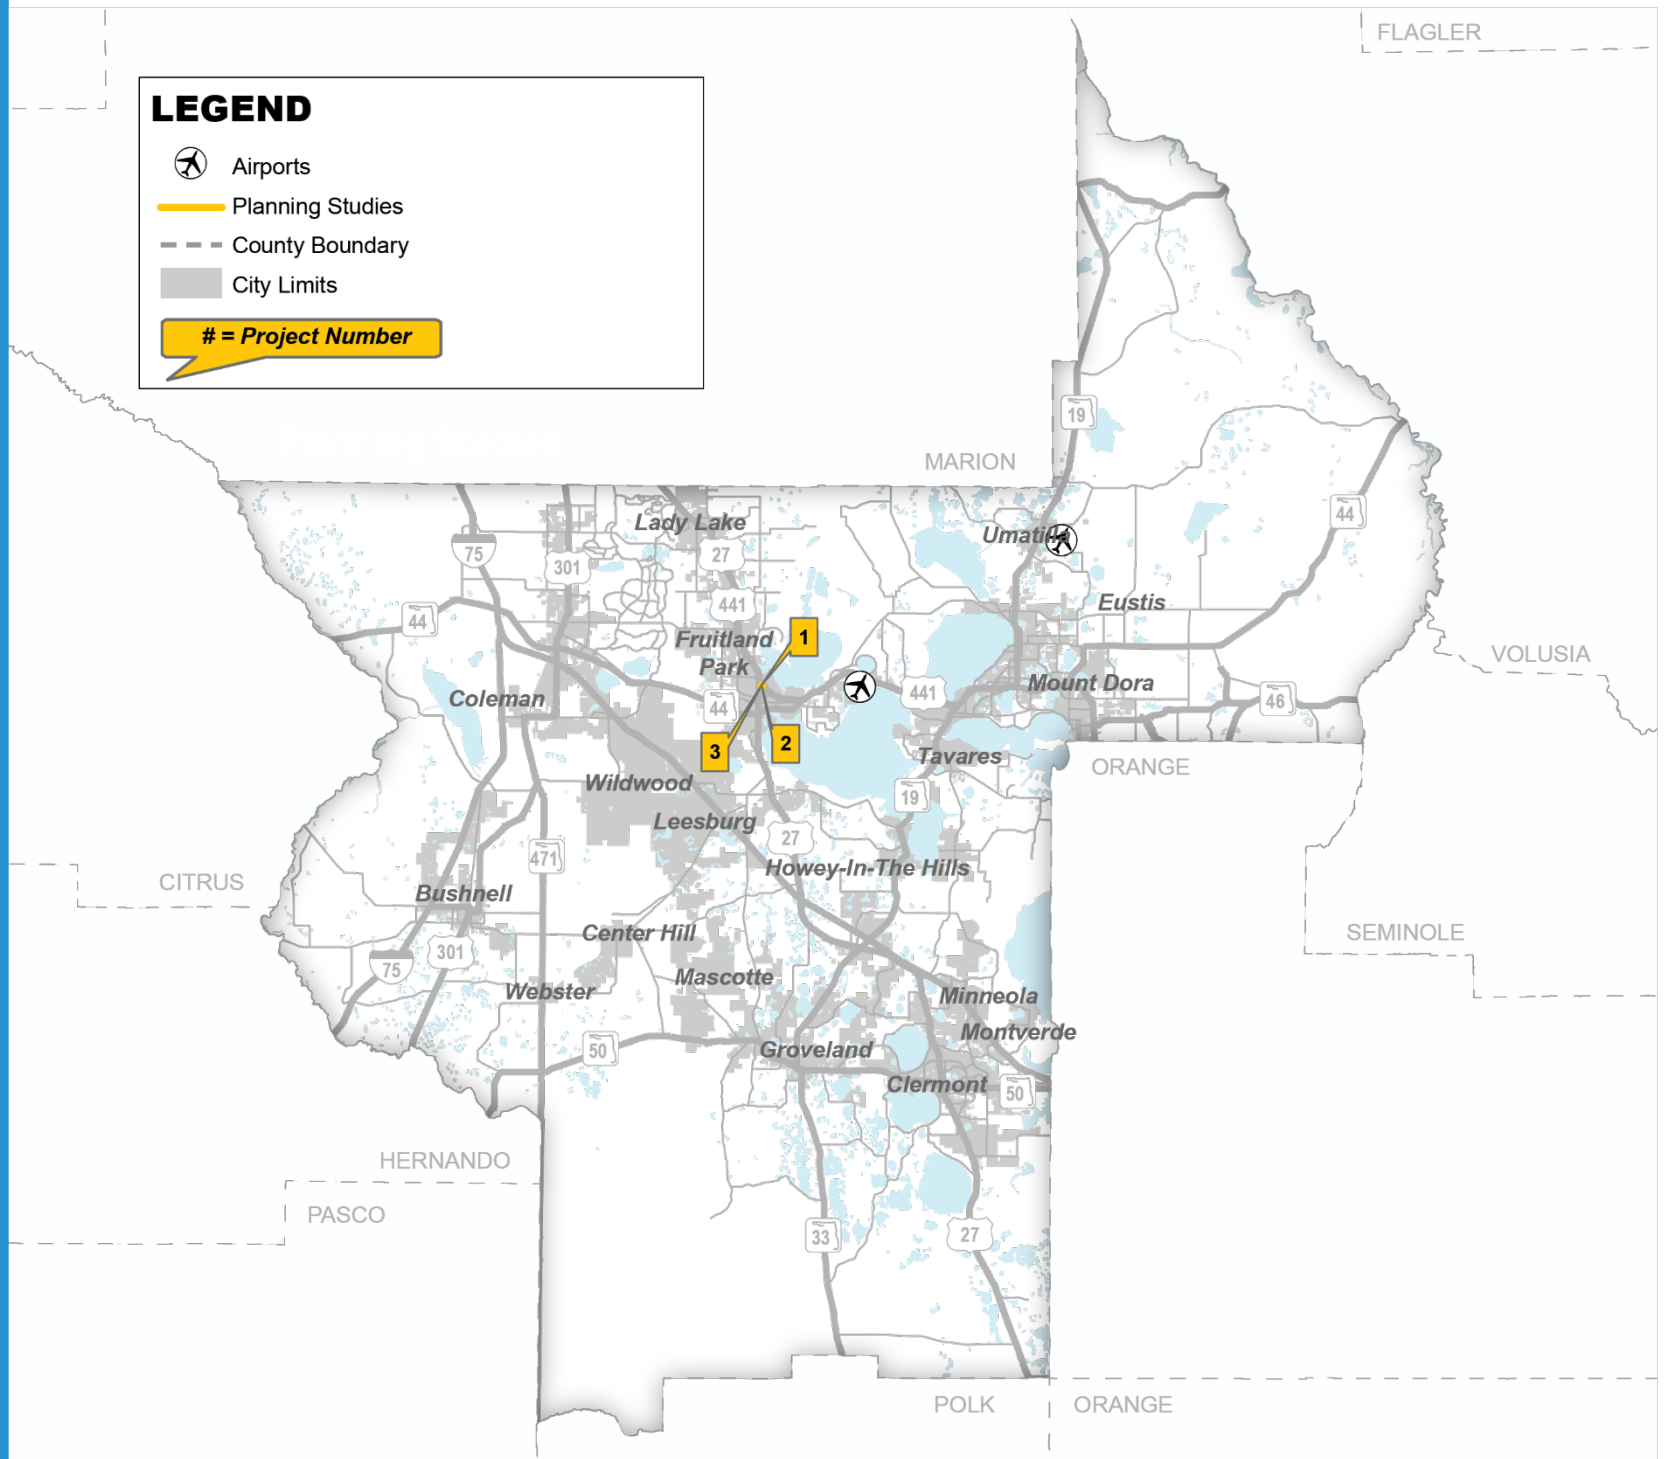 FLAGLER
LEGEND
Airports
Planning Studies
County Boundary
City Limits
# = Project Number
19
MARION
44
Lady Lake
Umatilla
75
27
301
441
Eustis
44
1
Fruitland
Park
VOLUSIA
441
Mount Dora
46
Coleman
44
3
2
Tavares
ORANGE
Wildwood
19
Leesburg
27
471
Howey-In-The Hills
CITRUS
Bushnell
Center Hill
SEMINOLE
301
75
Mascotte
Webster
Minneola
Montverde
50
Groveland
Clermont
50
HERNANDO
PASCO
33
27
POLK
ORANGE